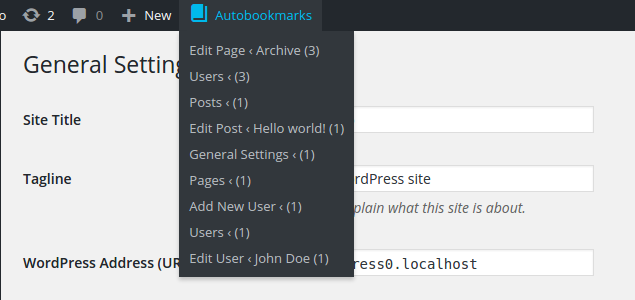 o 2 0 + New Autobookmarks
General Setting
Edit Page ‹ Archive (3)
Users ‹ (3)
Posts ‹ (1)
Site Title
Edit Post ‹ Hello world! (1)
General Settings ‹ (1)
Tagline
Pages ‹ (1)
rdPress site
Add New User ‹ (1)
plain what this site is about.
Users ‹ (1)
WordPress Address (UR
Edit User ‹ John Doe (1)
ress0.localhost